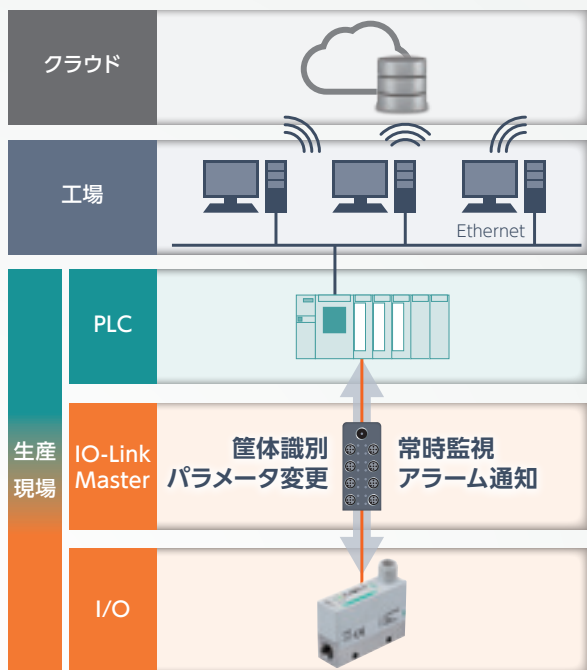 クラウド
工場
Ethernet
生産
現場
PLC
IO-Link
Master
筐体識別
パラメータ変更
常時監視
アラーム通知
I/O